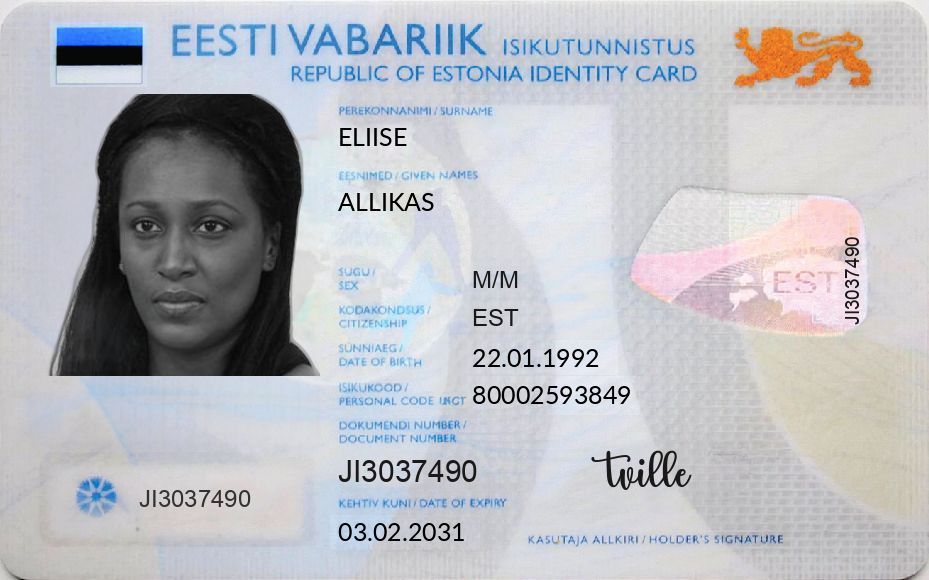 EESTI VABARIIK ISIKUTUNNISTUS
REPUBLIC OF ESTONIA IDENTITY CARD
PEREKONNANIMI / SURNAME
ELIISE
EESNIMED / GIVEN NAMES
ALLIKAS
SUGU /
SEX
M/M
KODAKONDSUS /
CITIZENSHIP
EST
SÜNNIAEG /
DATE OF BIRTH
22.01.1992
ISIKUKOOD /
PERSONAL CODE
80002593849
DOKUMENDI NUMBER /
DOCUMENT NUMBER
JI3037490
KEHTIV KUNI / DATE OF EXPIRY
03.02.2031
JI3037490
EST
JI3037490
tville
KASUTAJA ALLKIRI / HOLDER'S SIGNATURE